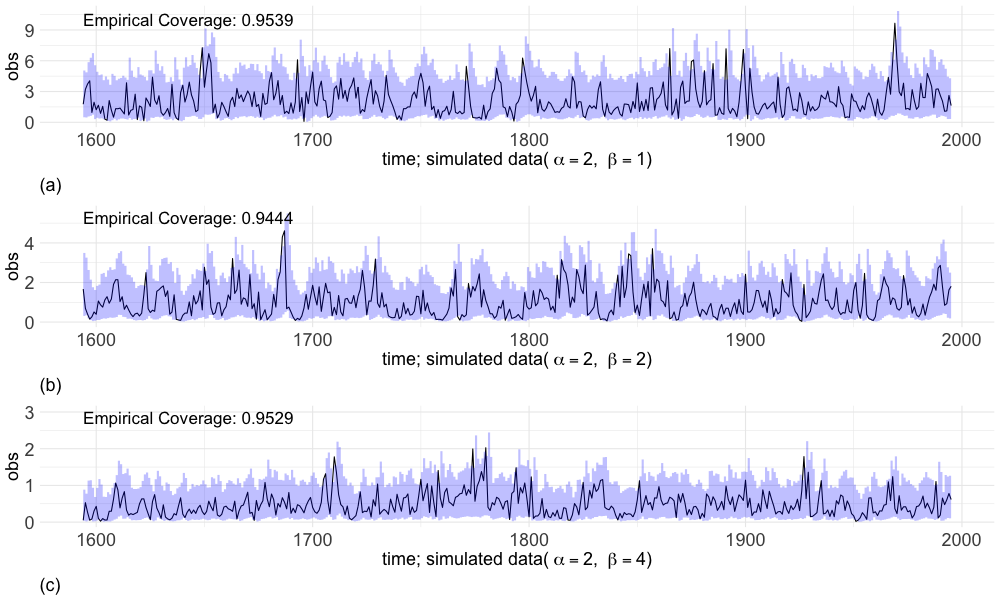 Empirical Coverage: 0.9539
obs
9
6
3
0
1600 1700 1800 1900 2000
time; simulated data( α = 2, β = 1)
(a)
Empirical Coverage: 0.9444
obs
4
2
0
1600 1700 1800 1900 2000
time; simulated data( α = 2, β = 2)
(b)
3
Empirical Coverage: 0.9529
obs
2
1
0
1600 1700 1800 1900 2000
time; simulated data( α = 2, β = 4)
(c)